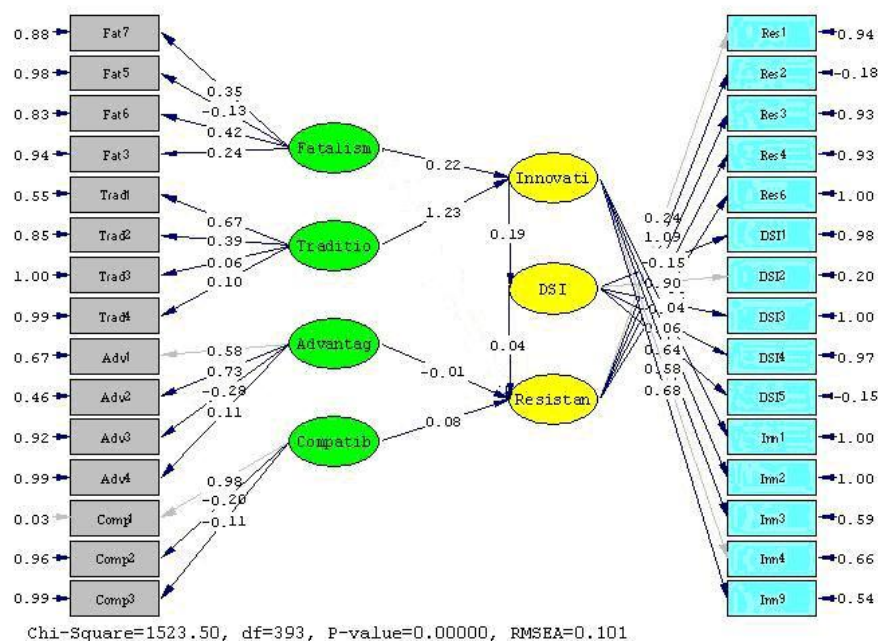 0.88 Fat7
0.98 Fat5
0.83 Fat6
0.94 Fat3
0.55 Trad1
0.85 Trad2
1.00 Trad3
0.99 Trad4
0.67 Adv1
0.46 Adv2
0.92 Adv3
0.99 Adv4
0.03 Comp1
0.96 Comp2
0.99 Comp3
0.35
-0.13
0.42
0.24
0.67
0.39
0.06
0.10
0.58
0.73
-0.28
0.11
0.98
-0.20
-0.11
Fatalism
Traditio
Advantag
Compatib
0.22
1.23
-0.01
0.08
Innovati
0.19
DSI
0.04
Resistan
0.24
1.09
-0.15
0.90
0.06
0.64
0.58
0.68
Res1 0.94
Res2 -0.18
Res3 0.93
Res4 0.93
Res6 1.00
DSI1 0.98
DSI2 0.20
DSI3 1.00
DSI4 0.97
DSI5 -0.15
Inn1 1.00
Inn2 1.00
Inn3 0.59
Inn4 0.66
Inn9 0.54
Chi-Square=1523.50, df=393, P-value=0.00000, RMSEA=0.101